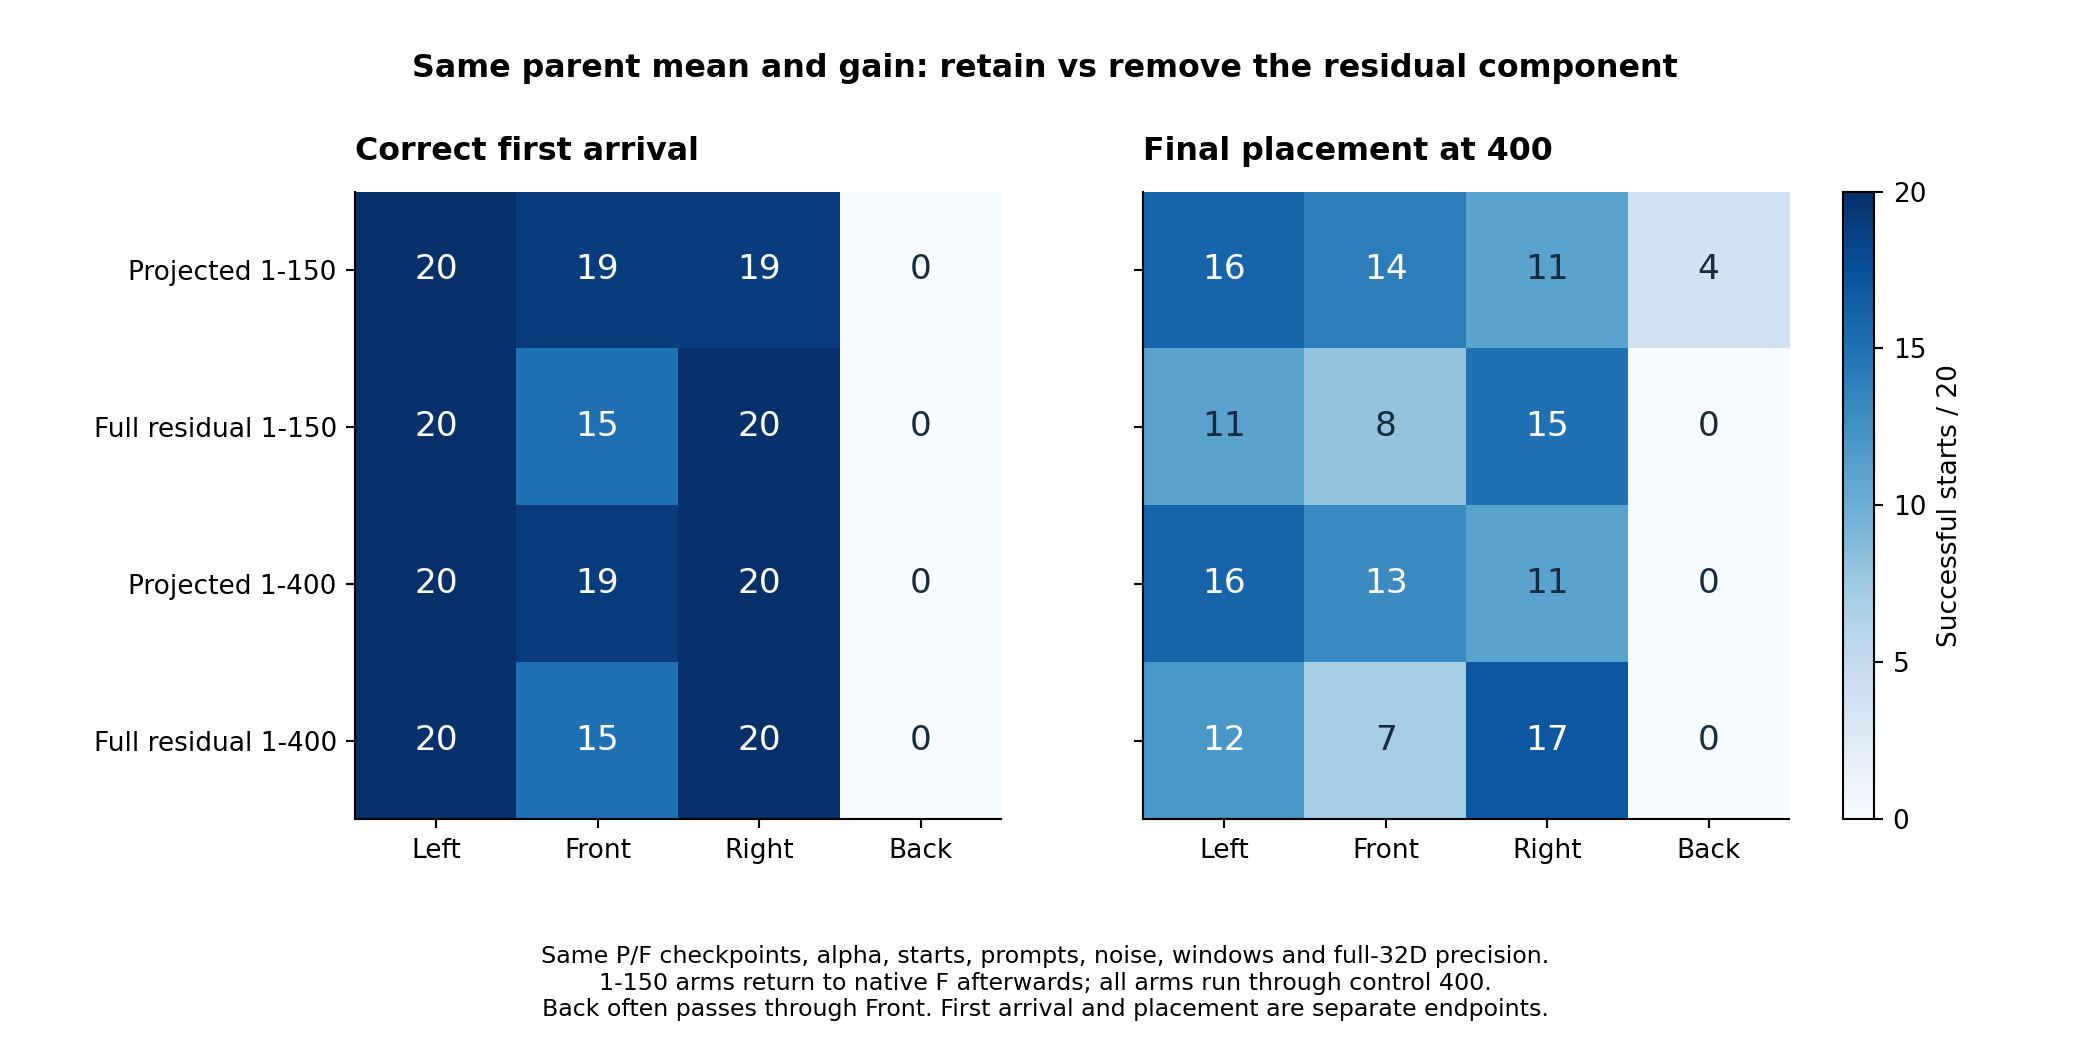 Same parent mean and gain: retain vs remove the residual component
Correct first arrival
Projected 1-150 20 19 19 0
Full residual 1-150 20 15 20 0
Projected 1-400 20 19 20 0
Full residual 1-400 20 15 20 0
Left Front Right Back
Final placement at 400
16 14 11 4
11 8 15 0
16 13 11 0
12 7 17 0
Left Front Right Back
20
15
10
5
0
Successful starts / 20
Same P/F checkpoints, alpha, starts, prompts, noise, windows and full-32D precision.
1-150 arms return to native F afterwards; all arms run through control 400.
Back often passes through Front. First arrival and placement are separate endpoints.